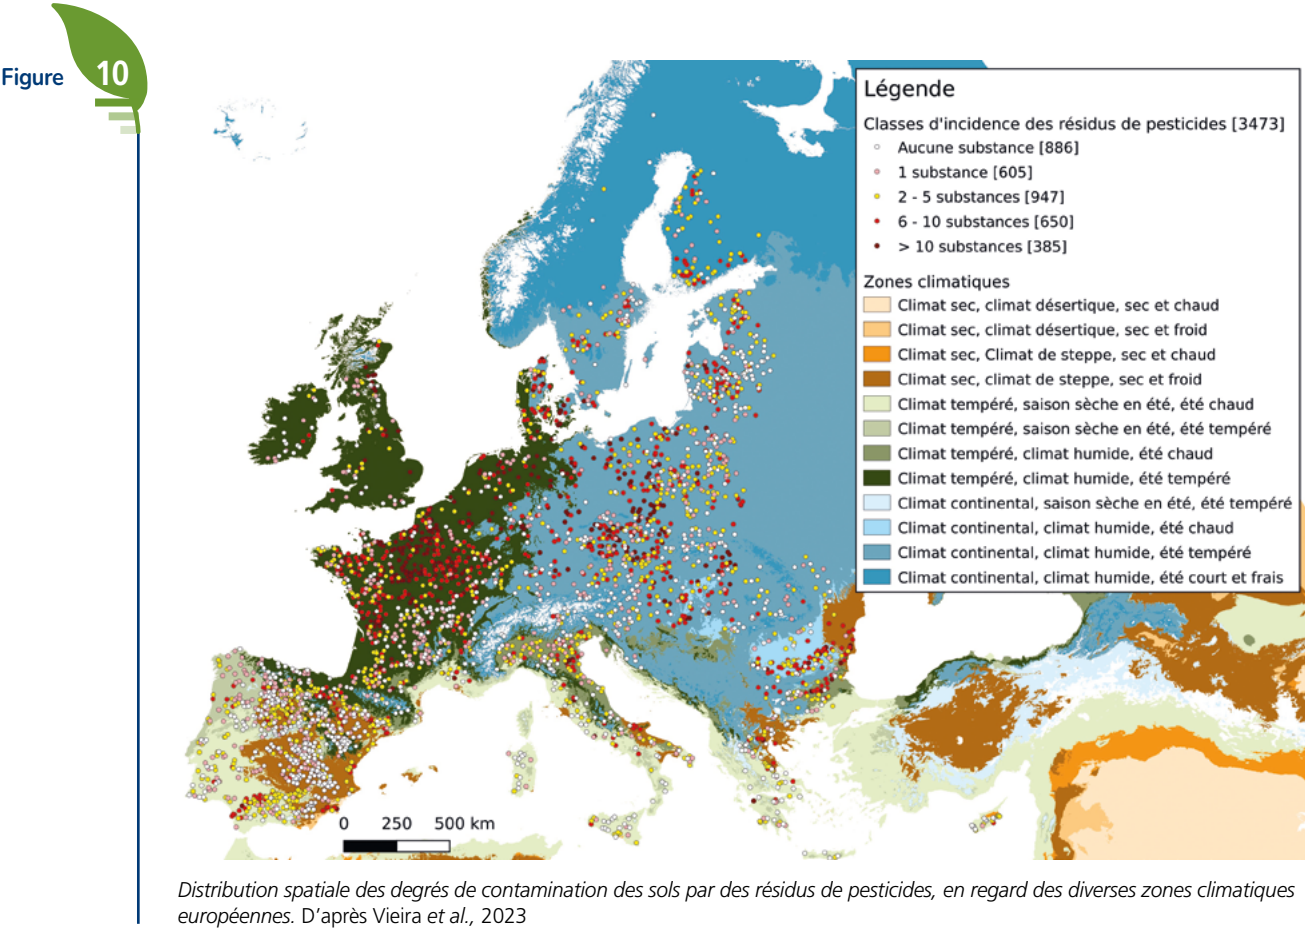 Figure 10
Légende
Classes d'incidence des résidus de pesticides [3473]
Aucune substance [886]
1 substance [605]
2 - 5 substances [947]
6 - 10 substances [650]
> 10 substances [385]
Zones climatiques
Climat sec, climat désertique, sec et chaud
Climat sec, climat désertique, sec et froid
Climat sec, Climat de steppe, sec et chaud
Climat sec, climat de steppe, sec et froid
Climat tempéré, saison sèche en été, été chaud
Climat tempéré, saison sèche en été, été tempéré
Climat tempéré, climat humide, été chaud
Climat tempéré, climat humide, été tempéré
Climat continental, saison sèche en été, été tempéré
Climat continental, climat humide, été chaud
Climat continental, climat humide, été tempéré
Climat continental, climat humide, été court et frais
0 250 500 km
Distribution spatiale des degrés de contamination des sols par des résidus de pesticides, en regard des diverses zones climatiques
européennes. D'après Vieira et al., 2023